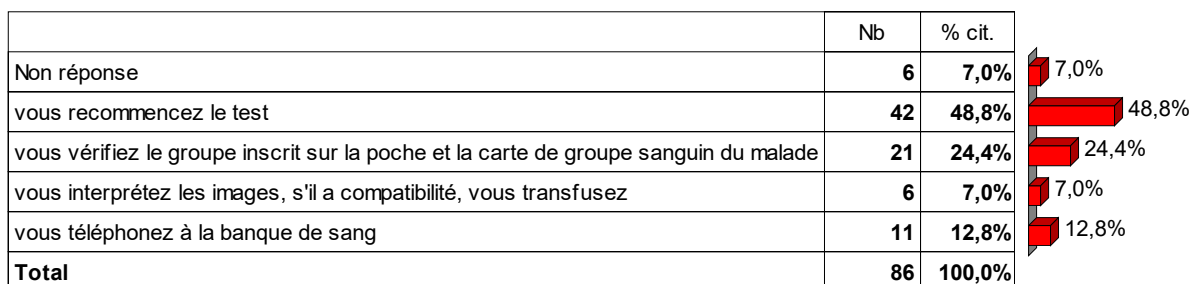 Nb % cit.
Non réponse 6 7,0% 7,0%
vous recommencez le test 42 48,8% 48,8%
vous vérifiez le groupe inscrit sur la poche et la carte de groupe sanguin du malade 21 24,4% 24,4%
vous interprétez les images, s'il a compatibilité, vous transfusez 6 7,0% 7,0%
vous téléphonez à la banque de sang 11 12,8% 12,8%
Total 86 100,0%